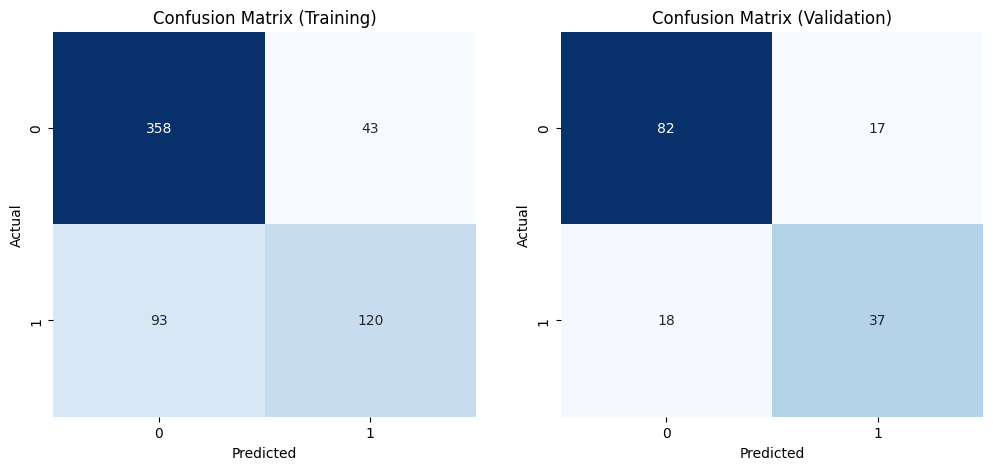 Confusion Matrix (Training)
0
358
43
Actual
1
93
120
0
1
Predicted
Confusion Matrix (Validation)
0
82
17
Actual
1
18
37
0
1
Predicted